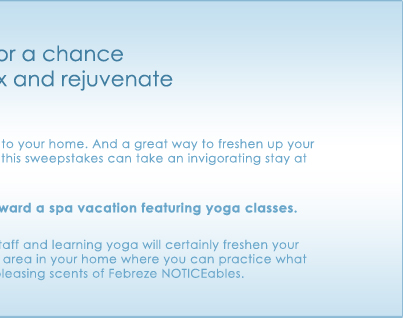 or a chance
x and rejuvenate
to your home. And a great way to freshen up your
this sweepstakes can take an invigorating stay at
ward a spa vacation featuring yoga classes.
taff and learning yoga will certainly freshen your
area in your home where you can practice what
leasing scents of Febreze NOTICEables.